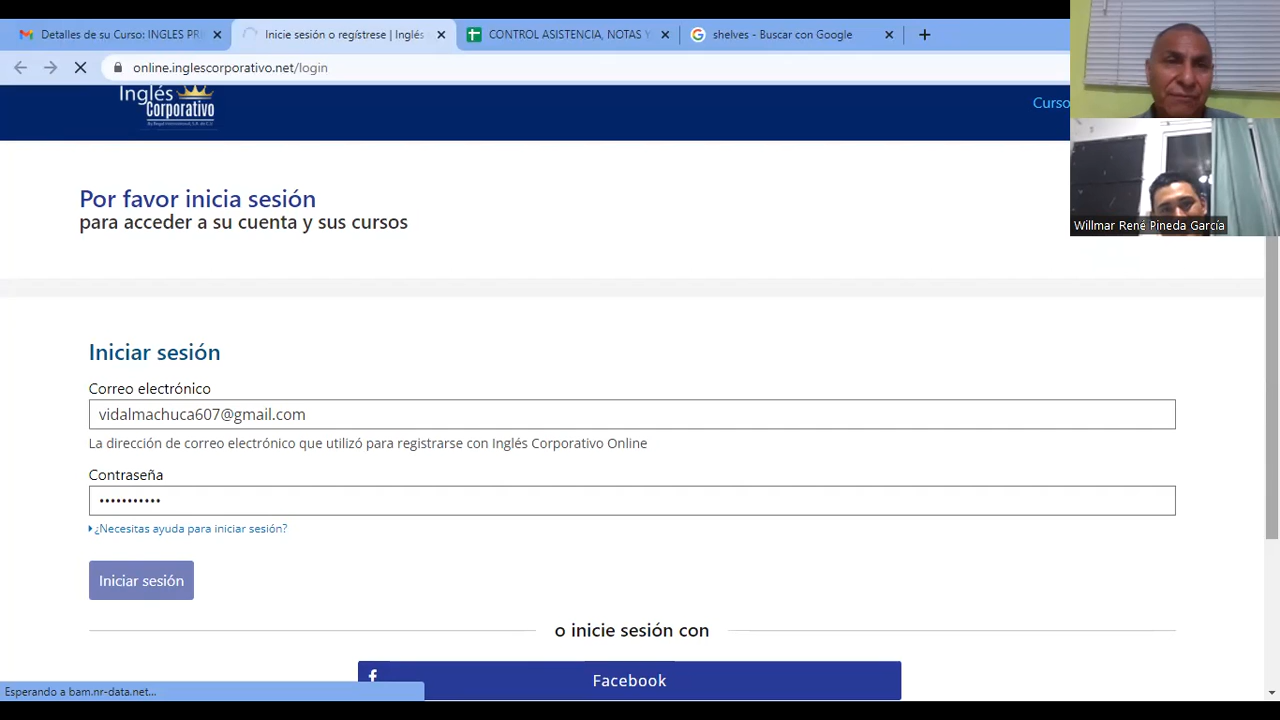 Detalles de su Curso: INGLES PRI
Inicie sesión o regístrese | Inglés
CONTROL ASISTENCIA, NOTAS Y
shelves - Buscar con Google
online.inglescorporativo.net/login
Inglés
Corporativo
Curso
Por favor inicia sesión
para acceder a su cuenta y sus cursos
Willmar René Pineda García
Iniciar sesión
Correo electrónico
vidalmachuca607@gmail.com
La dirección de correo electrónico que utilizó para registrarse con Inglés Corporativo Online
Contraseña
•••••••••••
¿Necesitas ayuda para iniciar sesión?
Iniciar sesión
o inicie sesión con
Facebook
Esperando a bam.nr-data.net...